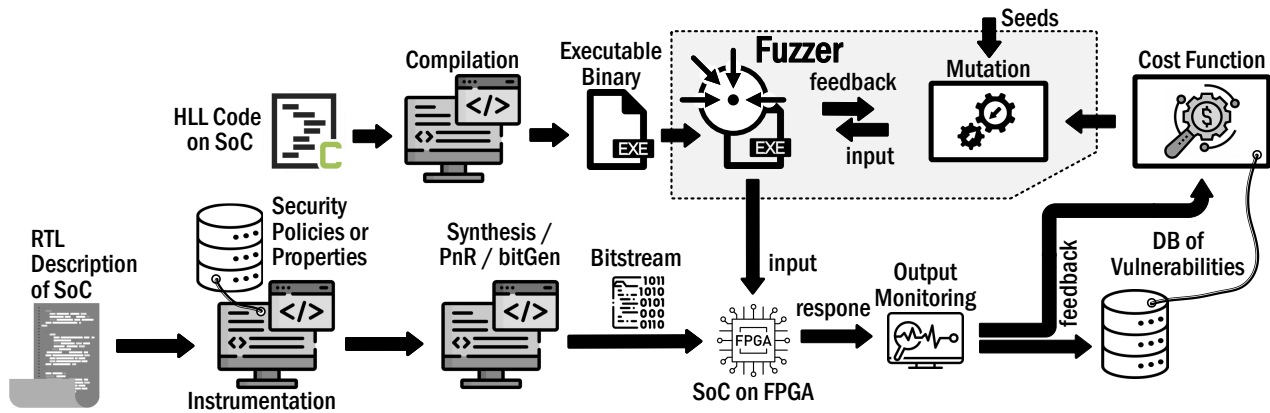 Seeds
Fuzzer
Compilation
Executable
Binary
feedback
Mutation
Cost Function
HLL Code
on SoC
</>
<>
C
EXE
EXE
input
$
Security
Policies or
Properties
RTL
Description
of SoC
Synthesis /
PnR / bitGen
Bitstream
1011
1010
0101
000
0110
input
Output
Monitoring
DB of
Vulnerabilities
feedback
</>
<>
</>
<>
FPGA
respone
SoC on FPGA
Instrumentation